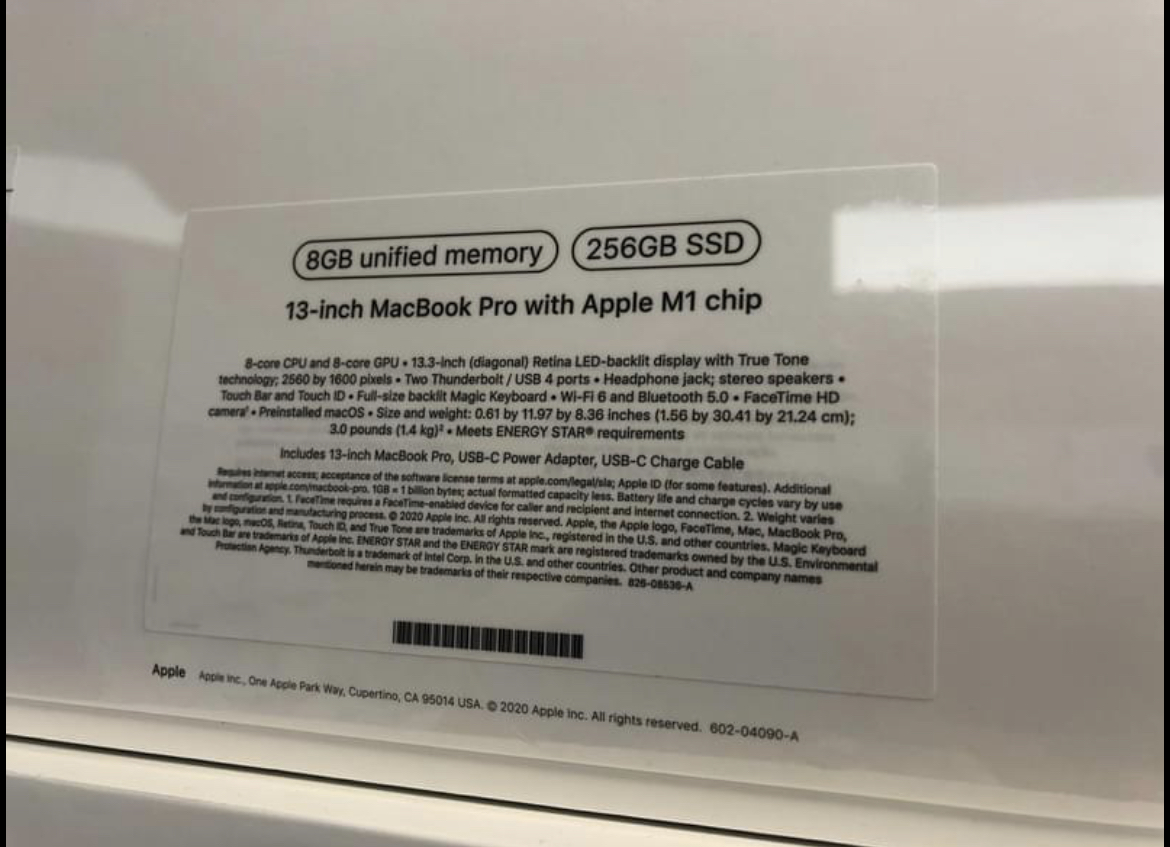 8GB unified memory 256GB SSD
13-inch MacBook Pro with Apple M1 chip
8-core CPU and 8-core GPU • 13.3-inch (diagonal) Retina LED-backlit display with True Tone
technology; 2560 by 1600 pixels • Two Thunderbolt / USB 4 ports • Headphone jack; stereo speakers •
Touch Bar and Touch ID • Full-size backlit Magic Keyboard • Wi-Fi 6 and Bluetooth 5.0 • FaceTime HD
camera¹ • Preinstalled macOS • Size and weight: 0.61 by 11.97 by 8.36 inches (1.56 by 30.41 by 21.24 cm);
3.0 pounds (1.4 kg)² • Meets ENERGY STAR® requirements
Includes 13-inch MacBook Pro, USB-C Power Adapter, USB-C Charge Cable
Requires internet access; acceptance of the software license terms at apple.com/legal/sla; Apple ID (for some features). Additional
information at apple.com/macbook-pro. 1GB = 1 billion bytes; actual formatted capacity less. Battery life and charge cycles vary by use
and configuration. 1. FaceTime requires a FaceTime-enabled device for caller and recipient and internet connection. 2. Weight varies
by configuration and manufacturing process. © 2020 Apple Inc. All rights reserved. Apple, the Apple logo, FaceTime, Mac, MacBook Pro,
the Mac logo, macOS, Retina, Touch ID, and True Tone are trademarks of Apple Inc., registered in the U.S. and other countries. Magic Keyboard
and Touch Bar are trademarks of Apple Inc. ENERGY STAR and the ENERGY STAR mark are registered trademarks owned by the U.S. Environmental
Protection Agency. Thunderbolt is a trademark of Intel Corp. in the U.S. and other countries. Other product and company names
mentioned herein may be trademarks of their respective companies. 825-08536-A
Apple Apple Inc., One Apple Park Way, Cupertino, CA 95014 USA. © 2020 Apple Inc. All rights reserved. 602-04090-A